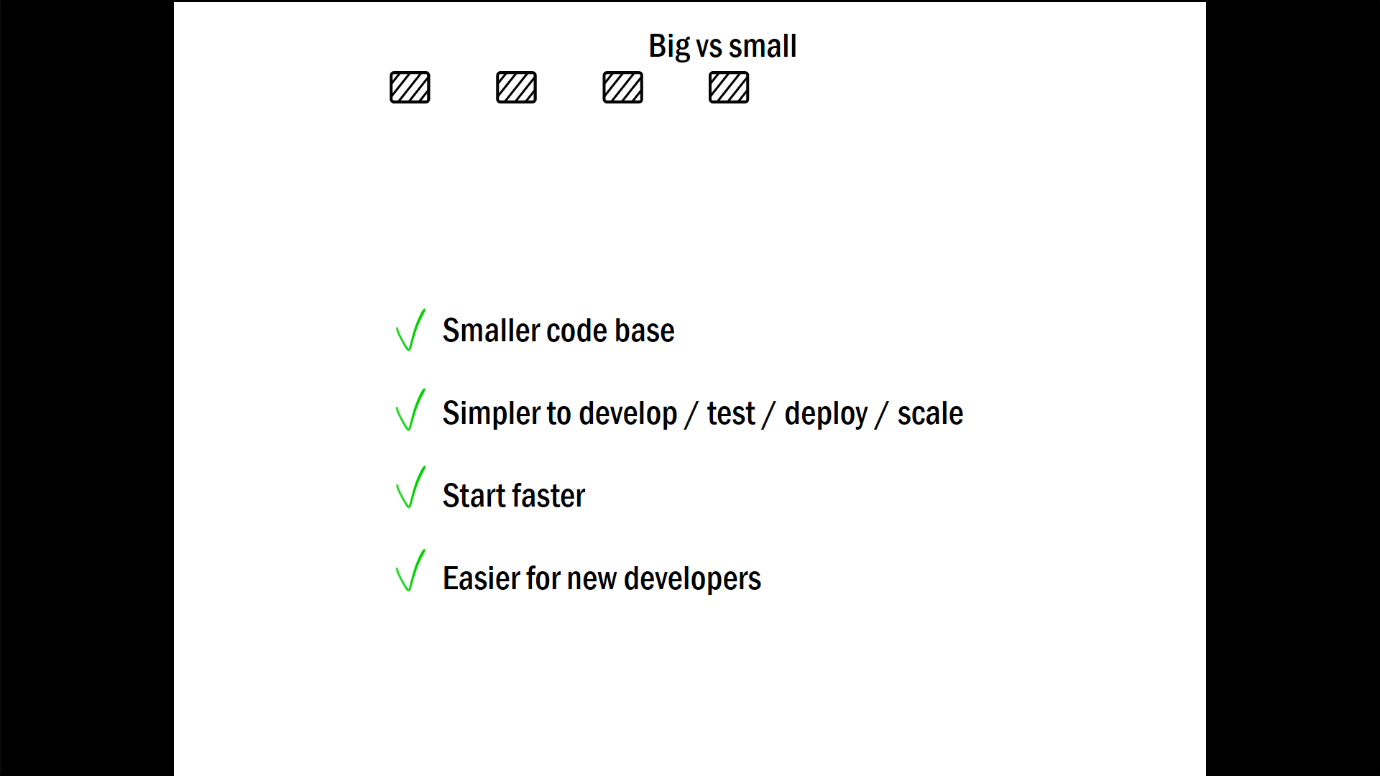 Big vs small
Smaller code base
Simpler to develop / test / deploy / scale
Start faster
Easier for new developers